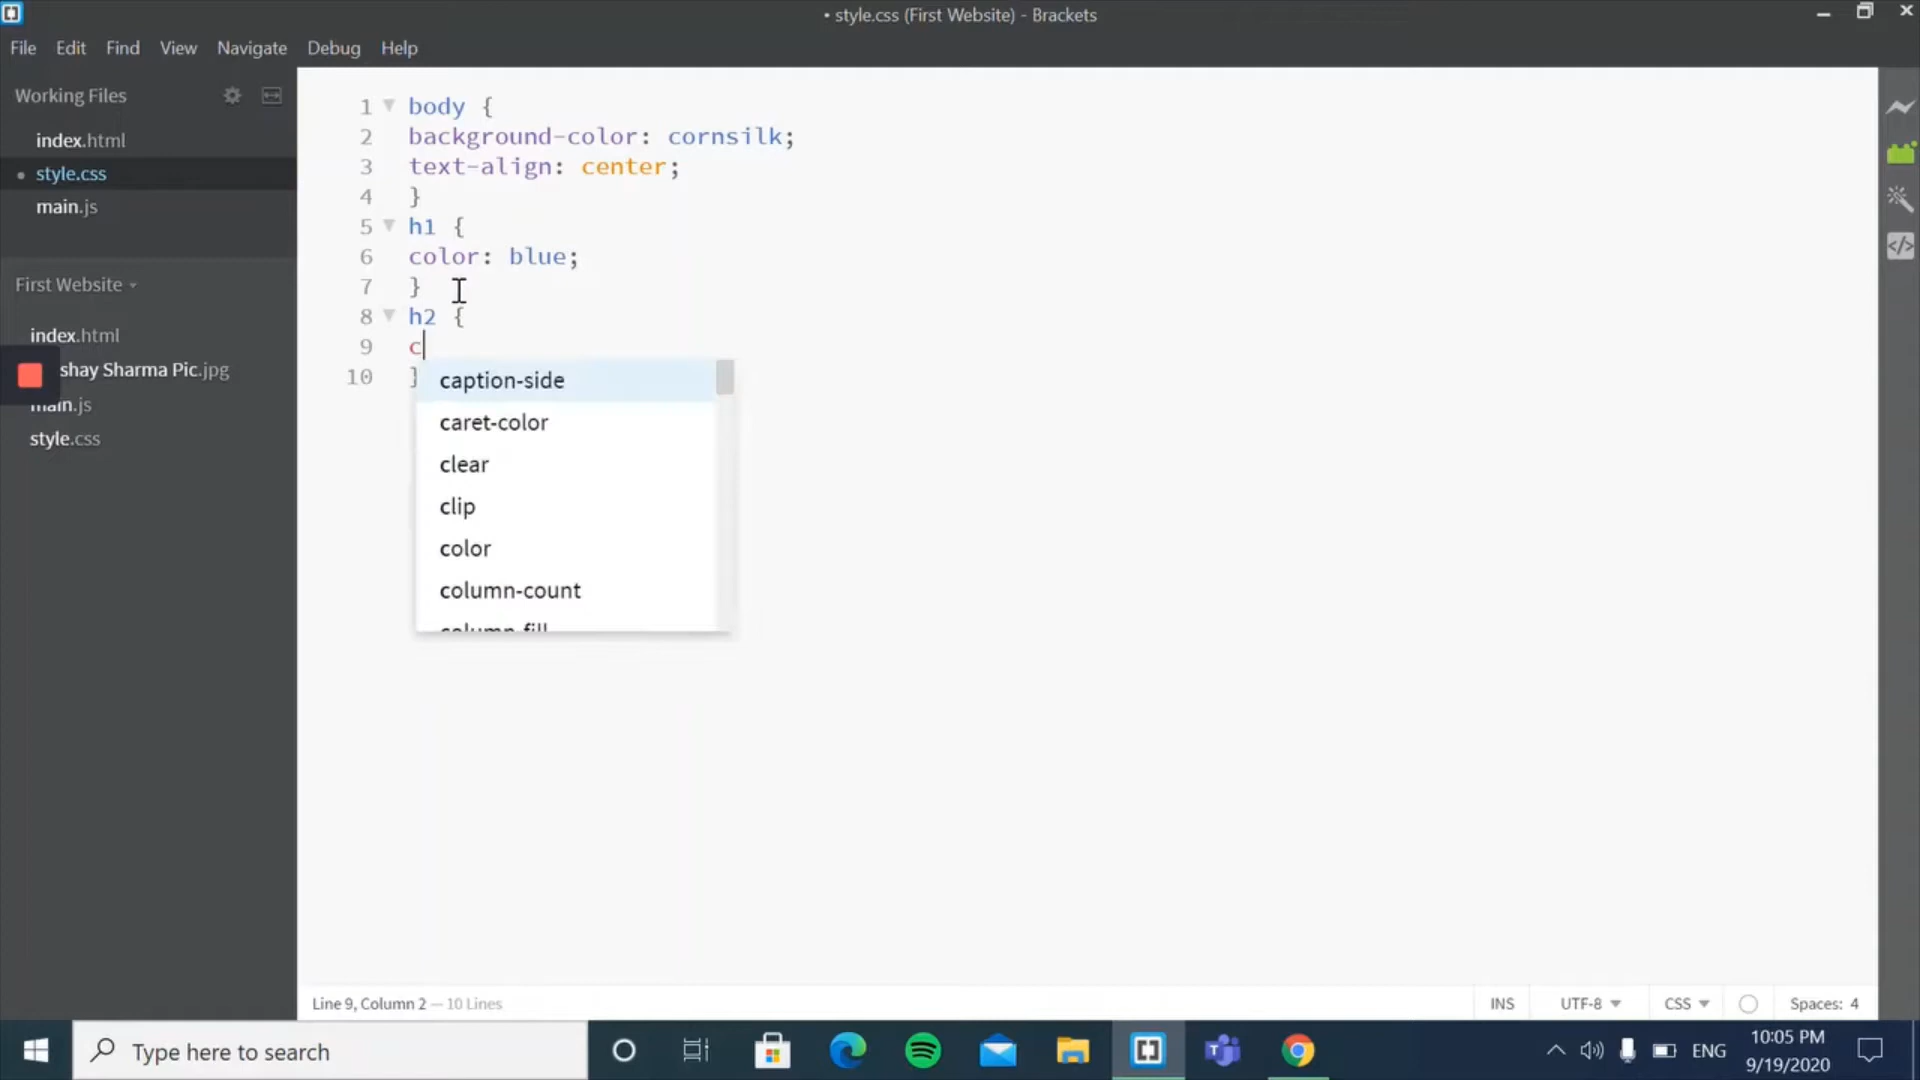 • style.css (First Website) - Brackets
File Edit Find View Navigate Debug Help
Working Files
index.html
• style.css
main.js
First Website
index.html
shay Sharma Pic.jpg
main.js
style.css
1 body {
2 background-color: cornsilk;
3 text-align: center;
4 }
5 h1 {
6 color: blue;
7 }
8 h2 {
9 c
10 }
caption-side
caret-color
clear
clip
color
column-count
column-fill
Line 9, Column 2 — 10 Lines
INS UTF-8 CSS Spaces: 4
Type here to search
ENG
10:05 PM
9/19/2020